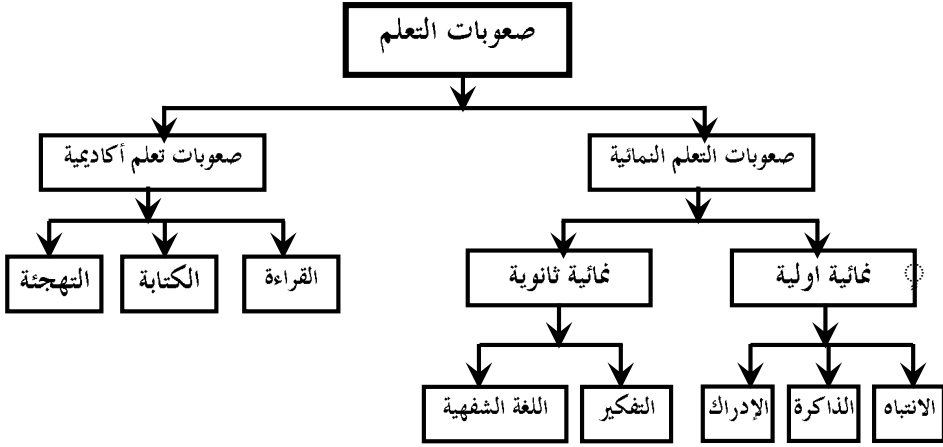 صعوبات التعلم
صعوبات التعلم النمائية
صعوبات تعلم أكاديمية
نمائية اولية
نمائية ثانوية
القراءة
الكتابة
التهجئة
الانتباه
الذاكرة
الإدراك
التفكير
اللغة الشفهية